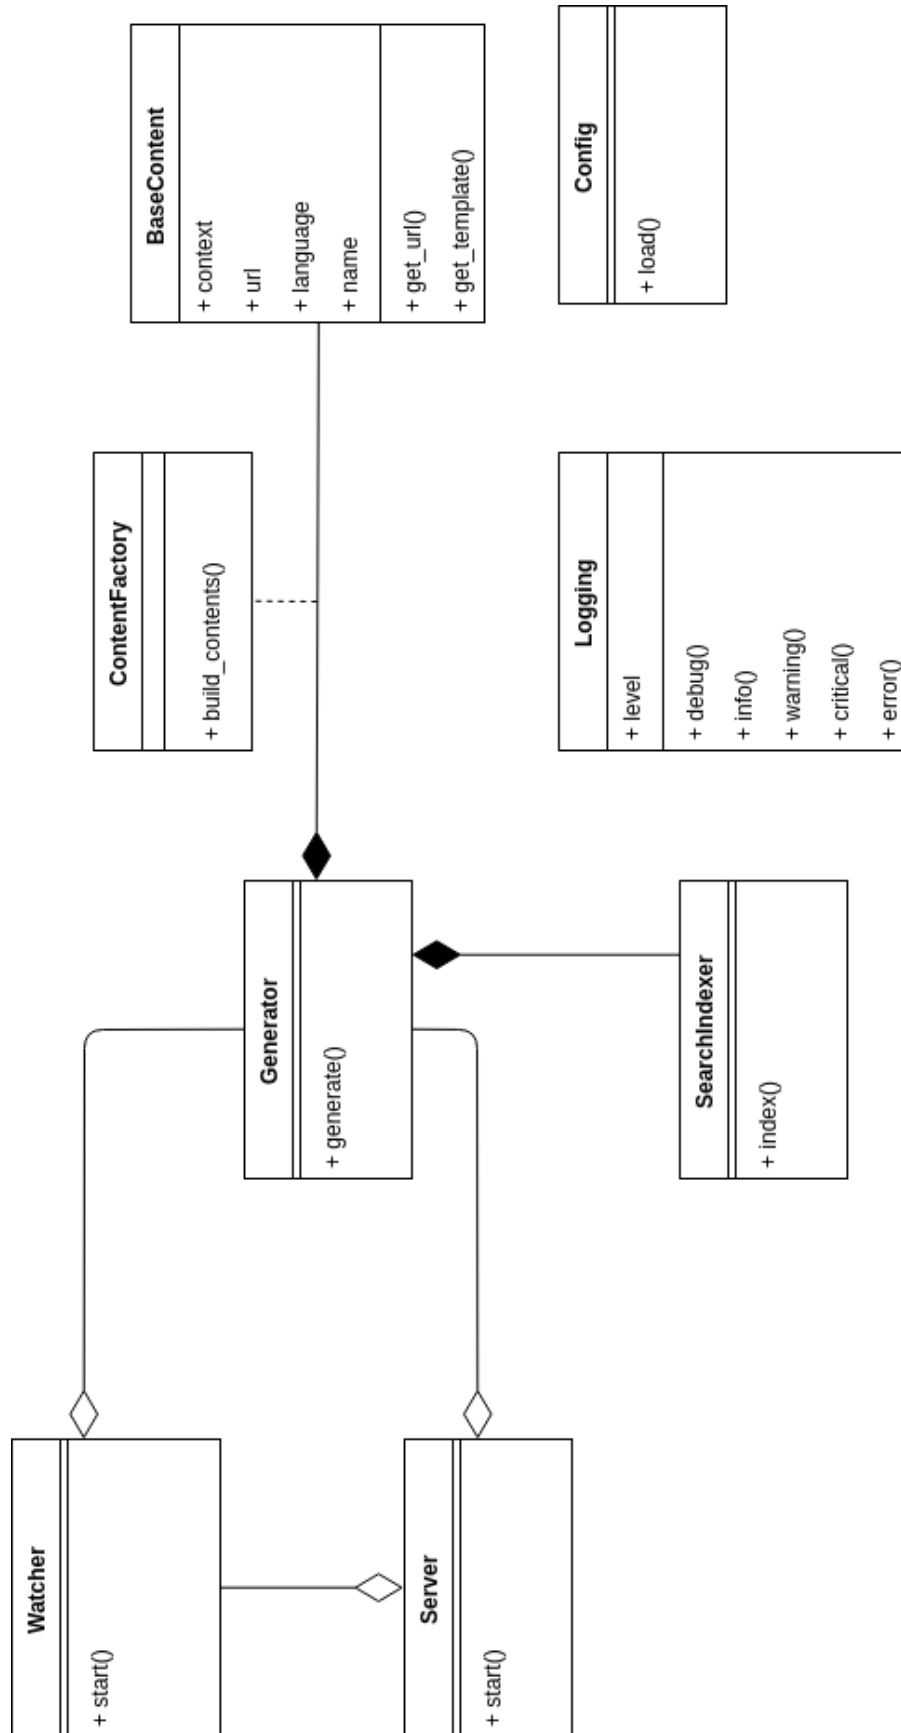 Watcher
+ start()
Server
+ start()
Generator
+ generate()
SearchIndexer
+ index()
ContentFactory
+ build_contents()
Logging
+ level
+ debug()
+ info()
+ warning()
+ critical()
+ error()
BaseContent
+ context
+ url
+ language
+ name
+ get_url()
+ get_template()
Config
+ load()